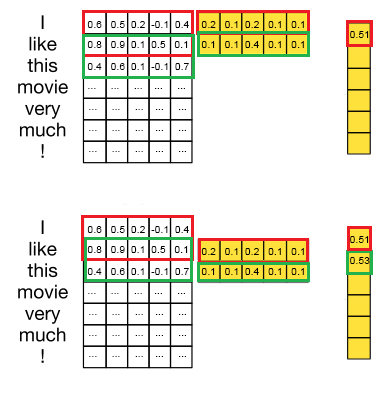 I 0.6 0.5 0.2 -0.1 0.4 0.2 0.1 0.2 0.1 0.1 0.51
like 0.8 0.9 0.1 0.5 0.1 0.1 0.1 0.4 0.1 0.1
this 0.4 0.6 0.1 -0.1 0.7
movie ... ... ... ... ...
very ... ... ... ... ...
much ... ... ... ... ...
! ... ... ... ... ...
I 0.6 0.5 0.2 -0.1 0.4 0.51
like 0.8 0.9 0.1 0.5 0.1 0.2 0.1 0.2 0.1 0.1 0.53
this 0.4 0.6 0.1 -0.1 0.7 0.1 0.1 0.4 0.1 0.1
movie ... ... ... ... ...
very ... ... ... ... ...
much ... ... ... ... ...
! ... ... ... ... ...